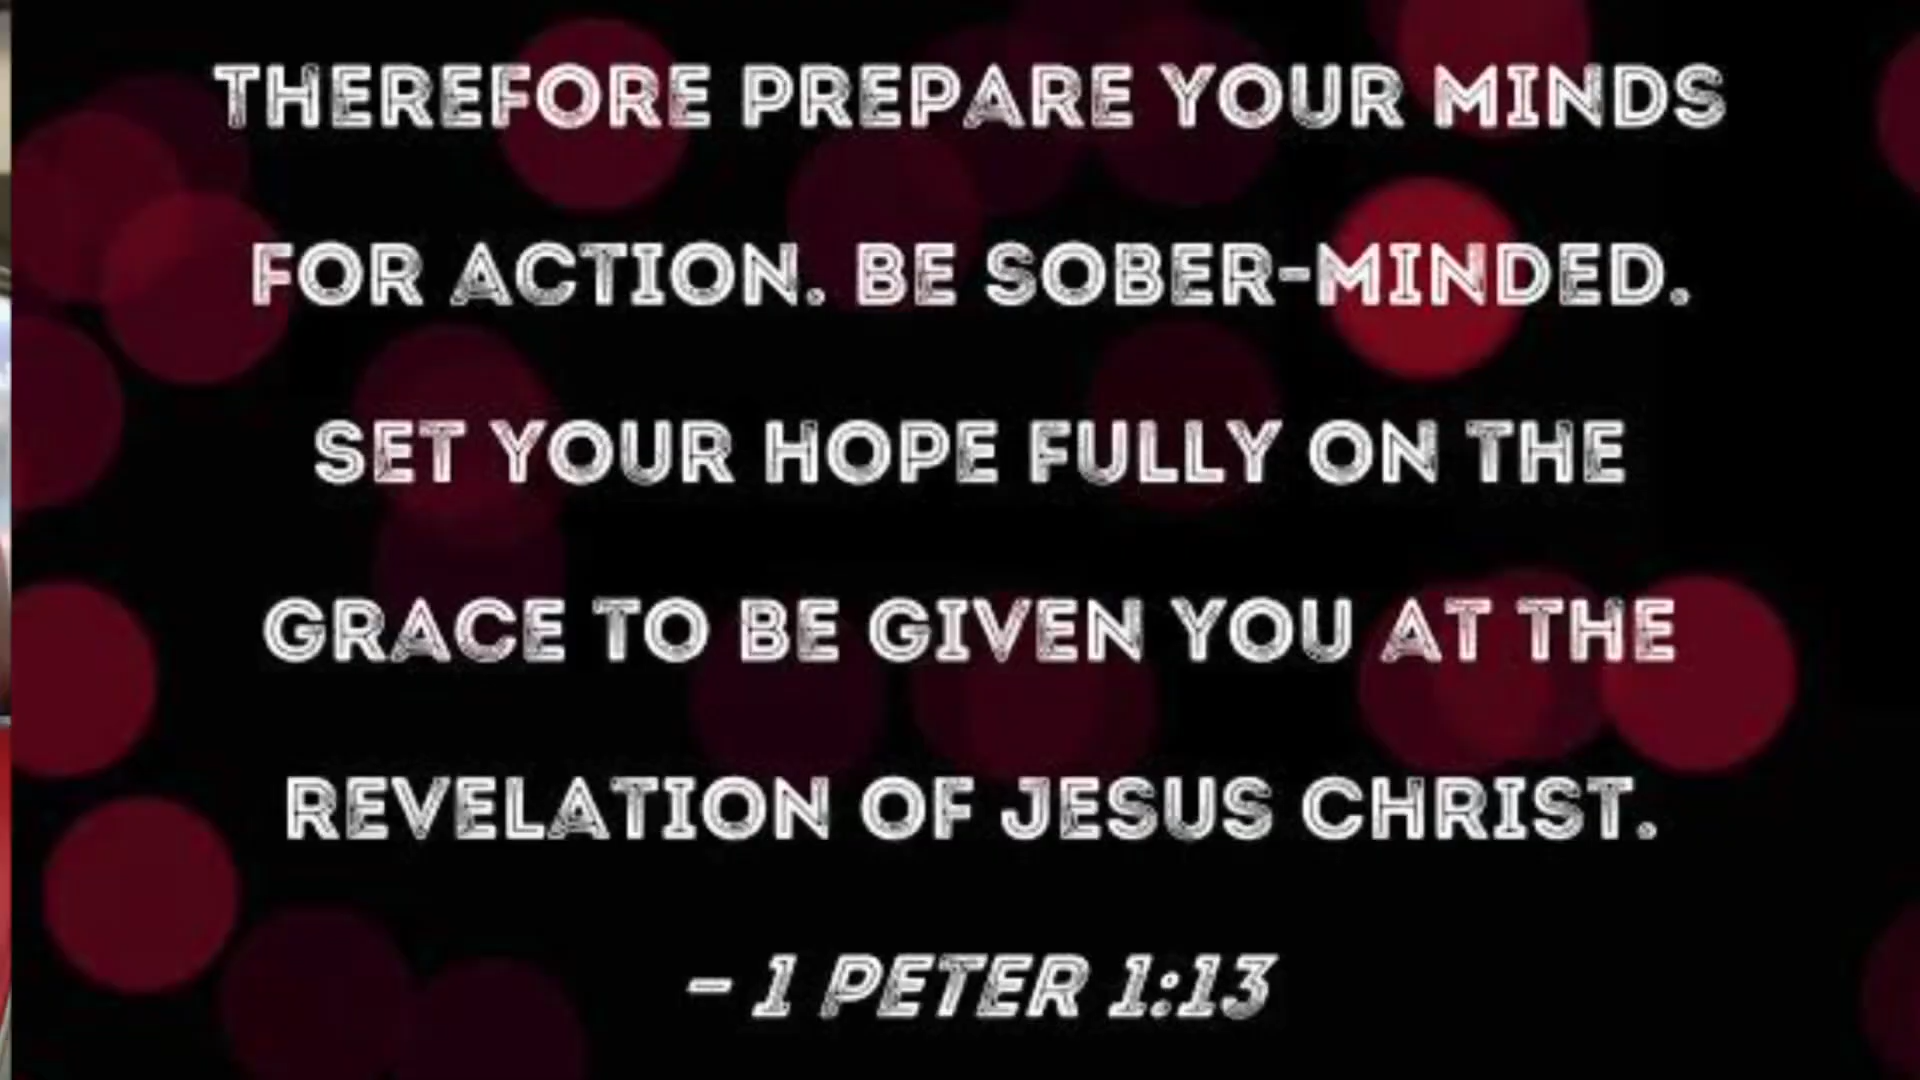 THEREFORE PREPARE YOUR MINDS
FOR ACTION. BE SOBER-MINDED.
SET YOUR HOPE FULLY ON THE
GRACE TO BE GIVEN YOU AT THE
REVELATION OF JESUS CHRIST.
– 1 PETER 1:13